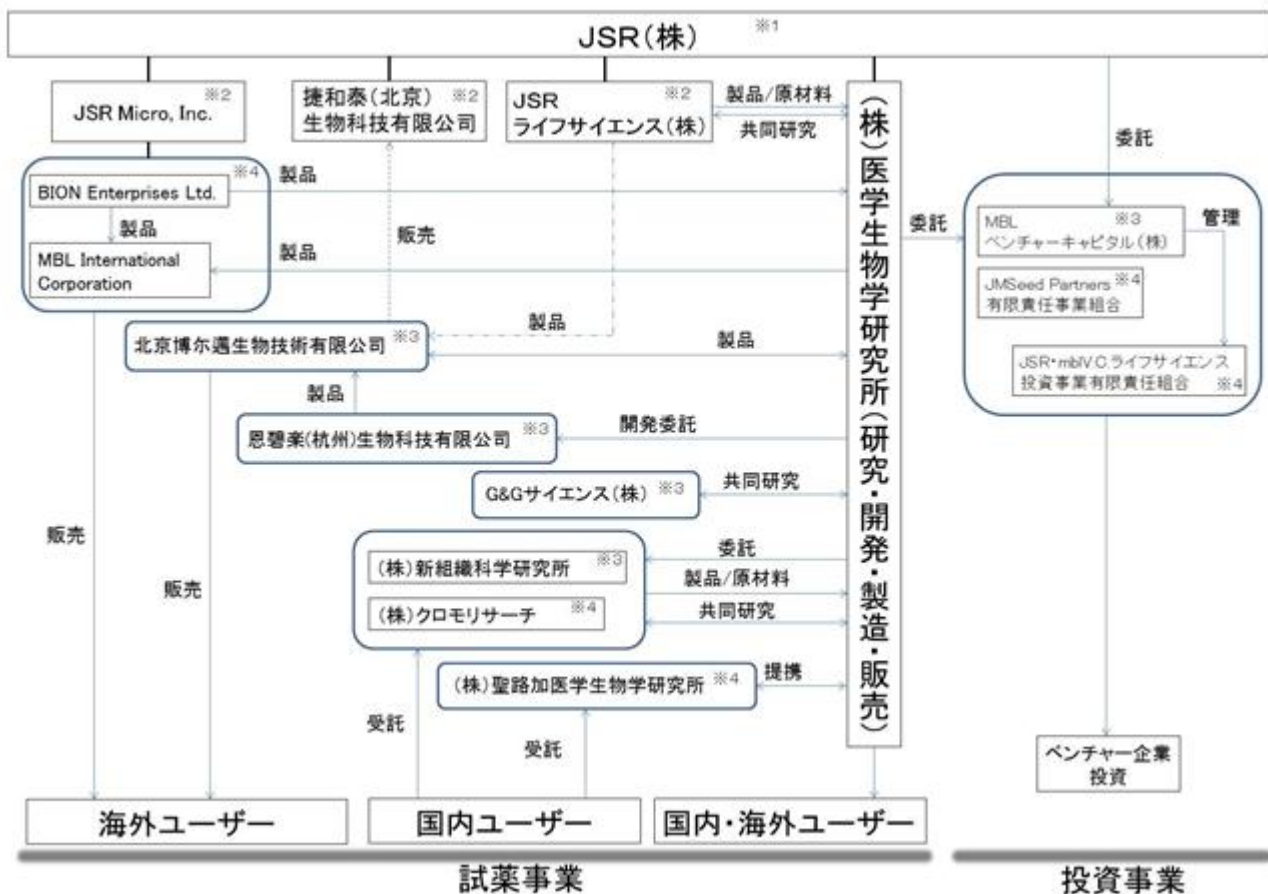 JSR(株) ※1
JSR Micro, Inc. ※2
捷和泰(北京) ※2
生物科技有限公司
JSR ※2
ライフサイエンス(株)
製品/原材料
共同研究
(株)医学生物学研究所(研究・開発・製造・販売)
委託
BION Enterprises Ltd. ※4
製品
製品
MBL International
Corporation
製品
販売
委託
MBL ※3
ベンチャーキャピタル(株)
管理
JMSeed Partners ※4
有限責任事業組合
JSR・mblV.C.ライフサイエンス
投資事業有限責任組合 ※4
製品
北京博尔邁生物技術有限公司 ※3
製品
製品
恩碧楽(杭州)生物科技有限公司 ※3
開発委託
G&Gサイエンス(株) ※3
共同研究
販売
販売
(株)新組織科学研究所 ※3
(株)クロモリサーチ ※4
委託
製品/原材料
共同研究
(株)聖路加医学生物学研究所 ※4
提携
受託
受託
ベンチャー企業
投資
海外ユーザー
国内ユーザー
国内・海外ユーザー
試薬事業
投資事業